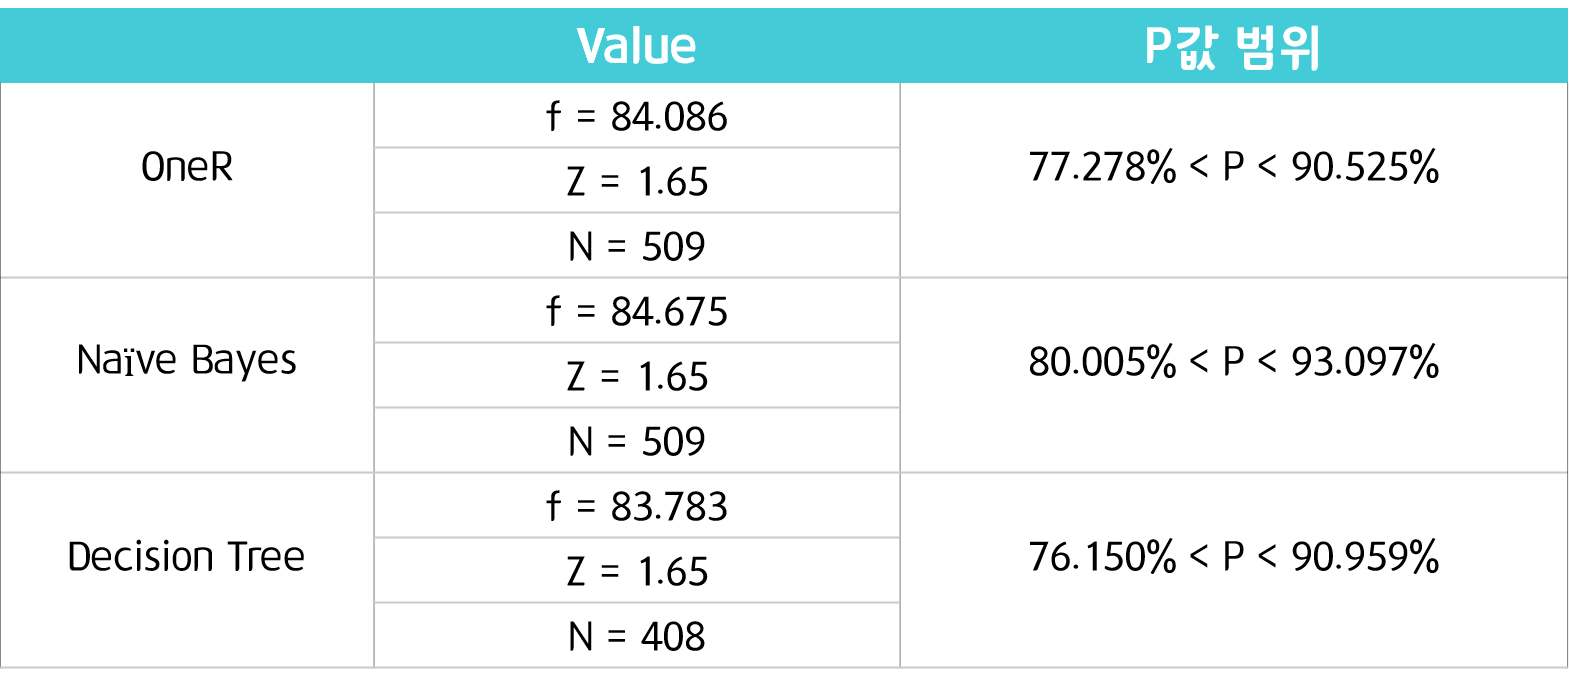 Value P값 범위
OneR
f = 84.086
Z = 1.65
N = 509
77.278% < P < 90.525%
Naïve Bayes
f = 84.675
Z = 1.65
N = 509
80.005% < P < 93.097%
Decision Tree
f = 83.783
Z = 1.65
N = 408
76.150% < P < 90.959%